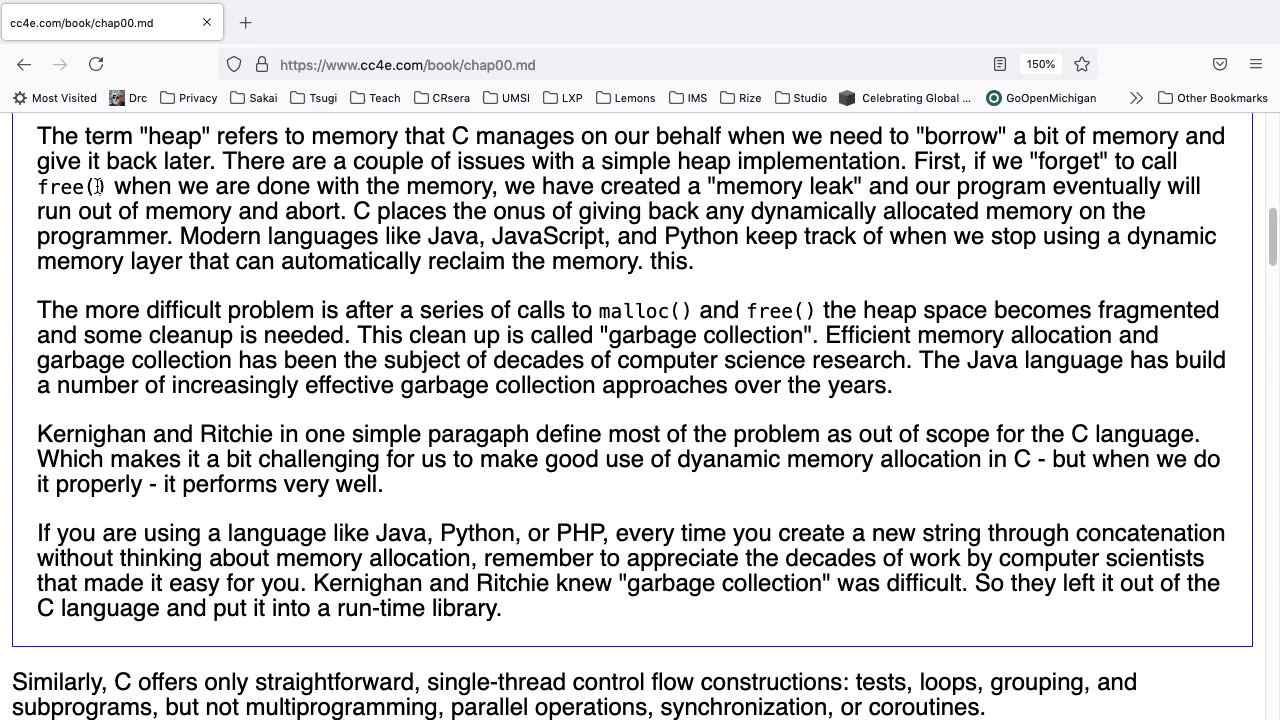 cc4e.com/book/chap00.md
https://www.cc4e.com/book/chap00.md 150%
Most Visited Drc Privacy Sakai Tsugi Teach CRsera UMSI LXP Lemons IMS Rize Studio Celebrating Global ... GoOpenMichigan Other Bookmarks
The term "heap" refers to memory that C manages on our behalf when we need to "borrow" a bit of memory and
give it back later. There are a couple of issues with a simple heap implementation. First, if we "forget" to call
free() when we are done with the memory, we have created a "memory leak" and our program eventually will
run out of memory and abort. C places the onus of giving back any dynamically allocated memory on the
programmer. Modern languages like Java, JavaScript, and Python keep track of when we stop using a dynamic
memory layer that can automatically reclaim the memory. this.
The more difficult problem is after a series of calls to malloc() and free() the heap space becomes fragmented
and some cleanup is needed. This clean up is called "garbage collection". Efficient memory allocation and
garbage collection has been the subject of decades of computer science research. The Java language has build
a number of increasingly effective garbage collection approaches over the years.
Kernighan and Ritchie in one simple paragaph define most of the problem as out of scope for the C language.
Which makes it a bit challenging for us to make good use of dyanamic memory allocation in C - but when we do
it properly - it performs very well.
If you are using a language like Java, Python, or PHP, every time you create a new string through concatenation
without thinking about memory allocation, remember to appreciate the decades of work by computer scientists
that made it easy for you. Kernighan and Ritchie knew "garbage collection" was difficult. So they left it out of the
C language and put it into a run-time library.
Similarly, C offers only straightforward, single-thread control flow constructions: tests, loops, grouping, and
subprograms, but not multiprogramming, parallel operations, synchronization, or coroutines.